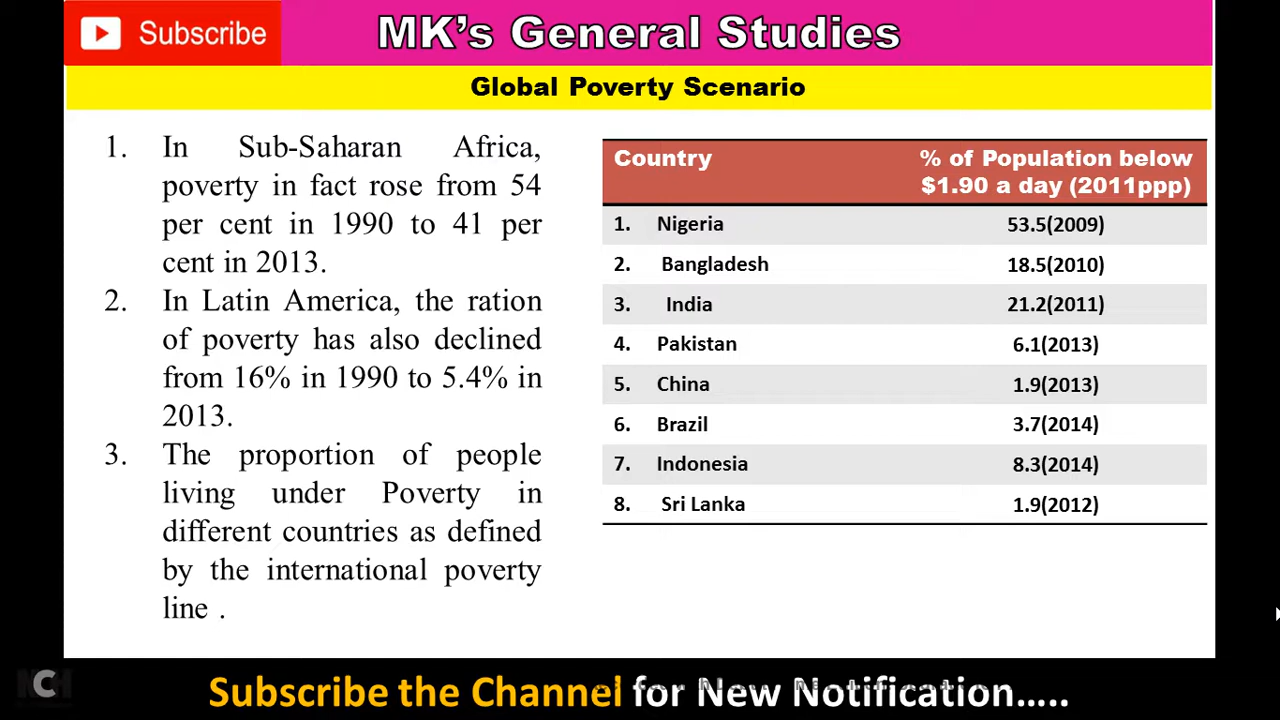 Subscribe
MK's General Studies
Global Poverty Scenario
1. In Sub-Saharan Africa,
poverty in fact rose from 54
per cent in 1990 to 41 per
cent in 2013.
2. In Latin America, the ration
of poverty has also declined
from 16% in 1990 to 5.4% in
2013.
3. The proportion of people
living under Poverty in
different countries as defined
by the international poverty
line .
Country % of Population below
$1.90 a day (2011ppp)
1. Nigeria 53.5(2009)
2. Bangladesh 18.5(2010)
3. India 21.2(2011)
4. Pakistan 6.1(2013)
5. China 1.9(2013)
6. Brazil 3.7(2014)
7. Indonesia 8.3(2014)
8. Sri Lanka 1.9(2012)
NCH
Subscribe the Channel for New Notification.....